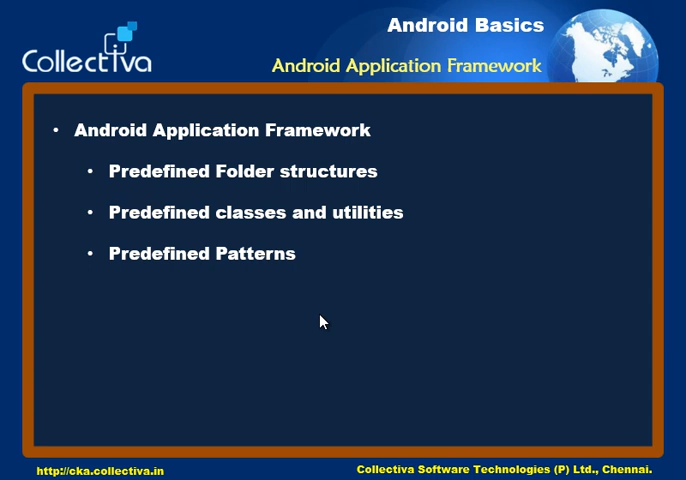 Collectiva
Android Basics
Android Application Framework
• Android Application Framework
• Predefined Folder structures
• Predefined classes and utilities
• Predefined Patterns
http://cka.collectiva.in
Collectiva Software Technologies (P) Ltd., Chennai.